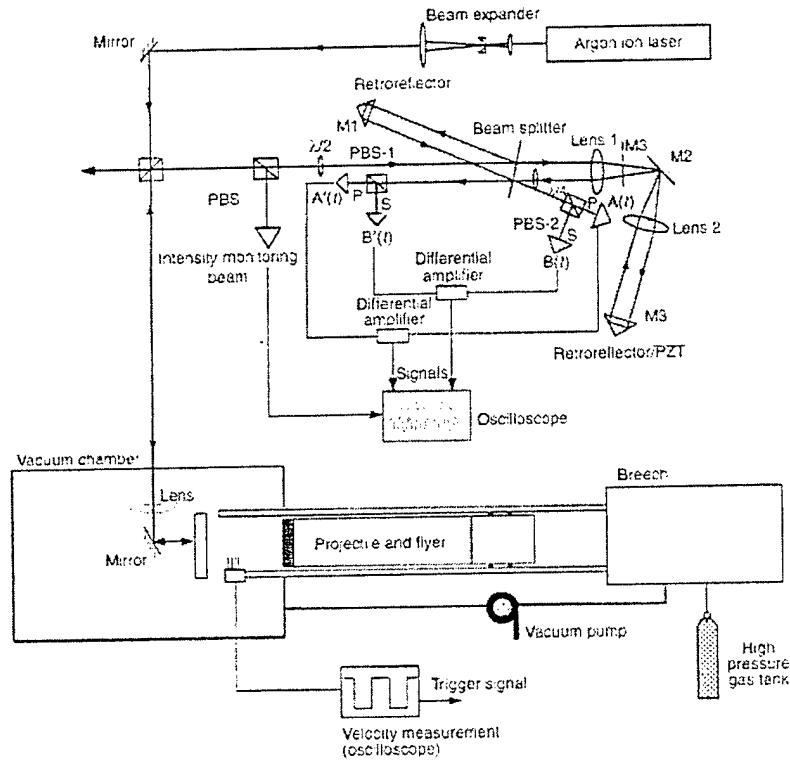 Beam expander
Mirror
Argon ion laser
Retroreflector
M1
Beam splitter
λ/2
PBS-1
Lens 1
IM3
M2
PBS
A'(t)
P
S
B'(t)
λ/4
P
A(t)
PBS-2
S
B(t)
Lens 2
Intensity monitoring
beam
Differential
amplifier
Differential
amplifier
M3
Retroreflector/PZT
Signals
Oscilloscope
Vacuum chamber
Lens
Breech
Mirror
Projectile and flyer
Vacuum pump
High
pressure
gas tank
Trigger signal
Velocity measurement
(oscilloscope)